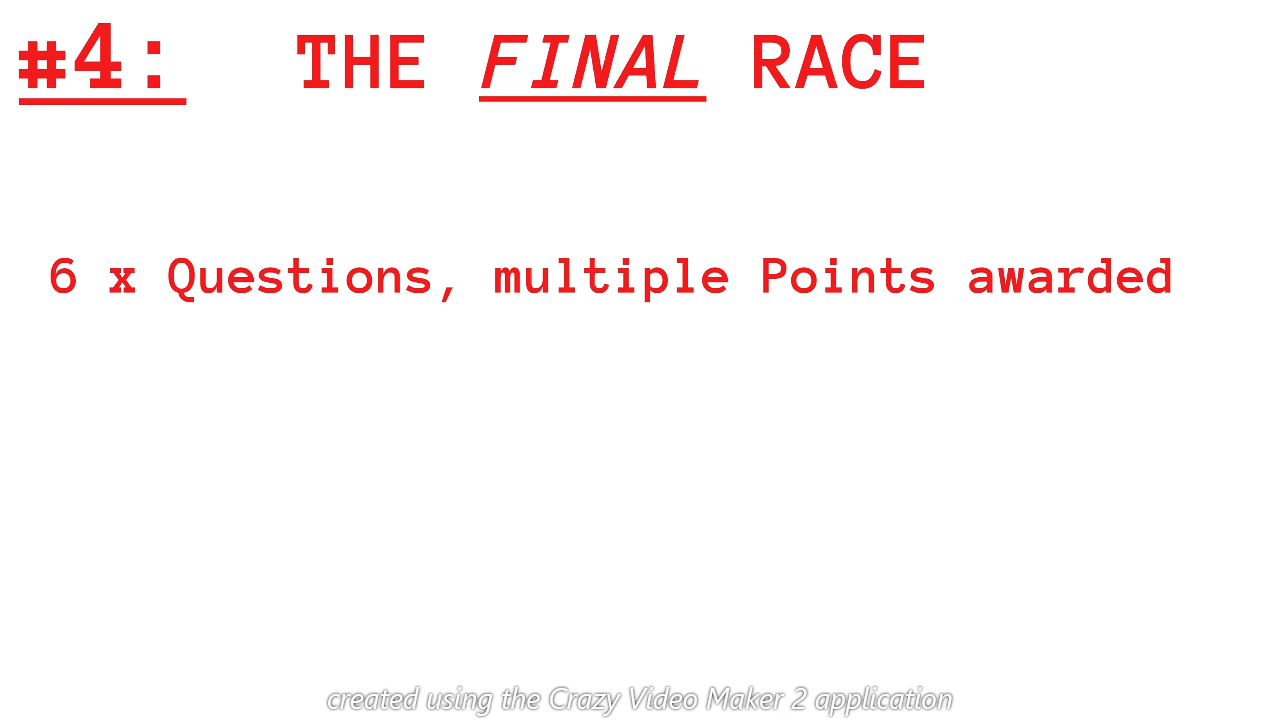 #4: THE FINAL RACE
6 x Questions, multiple Points awarded
created using the Crazy Video Maker 2 application